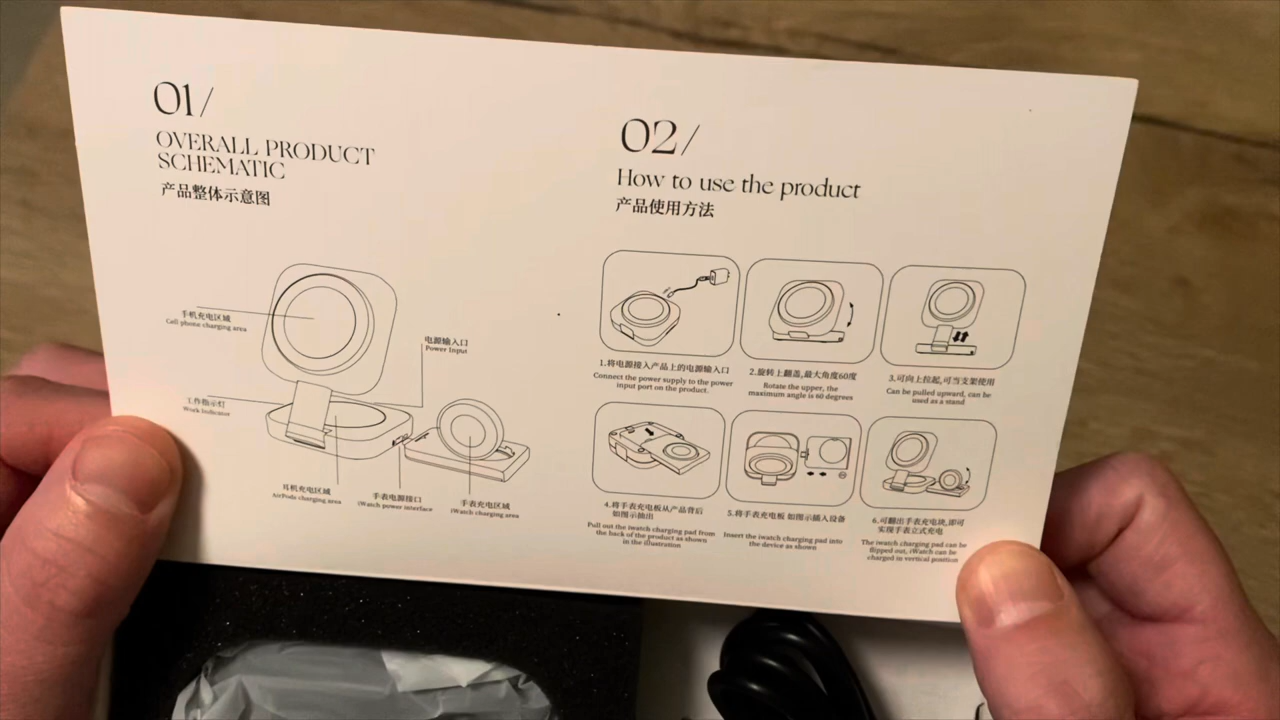 01/
OVERALL PRODUCT
SCHEMATIC
产品整体示意图
手机充电区域
Cell phone charging area
电源输入口
Power Input
工作指示灯
Work Indicator
耳机充电区域
AirPods charging area
手表电源接口
iWatch power interface
手表充电区域
iWatch charging area
02/
How to use the product
产品使用方法
1.将电源接入产品上的电源输入口
Connect the power supply to the power
input port on the product.
2.旋转上翻盖,最大角度60度
Rotate the upper, the
maximum angle is 60 degrees
3.可向上拉起,可当支架使用
Can be pulled upward, can be
used as a stand
4.将手表充电板从产品背后
如图示抽出
Pull out the iwatch charging pad from
the back of the product as shown
in the illustration
5.将手表充电板 如图示插入设备
Insert the iwatch charging pad into
the device as shown
6.可翻出手表充电块,即可
实现手表立式充电
The iwatch charging pad can be
flipped out, iWatch can be
charged in vertical position